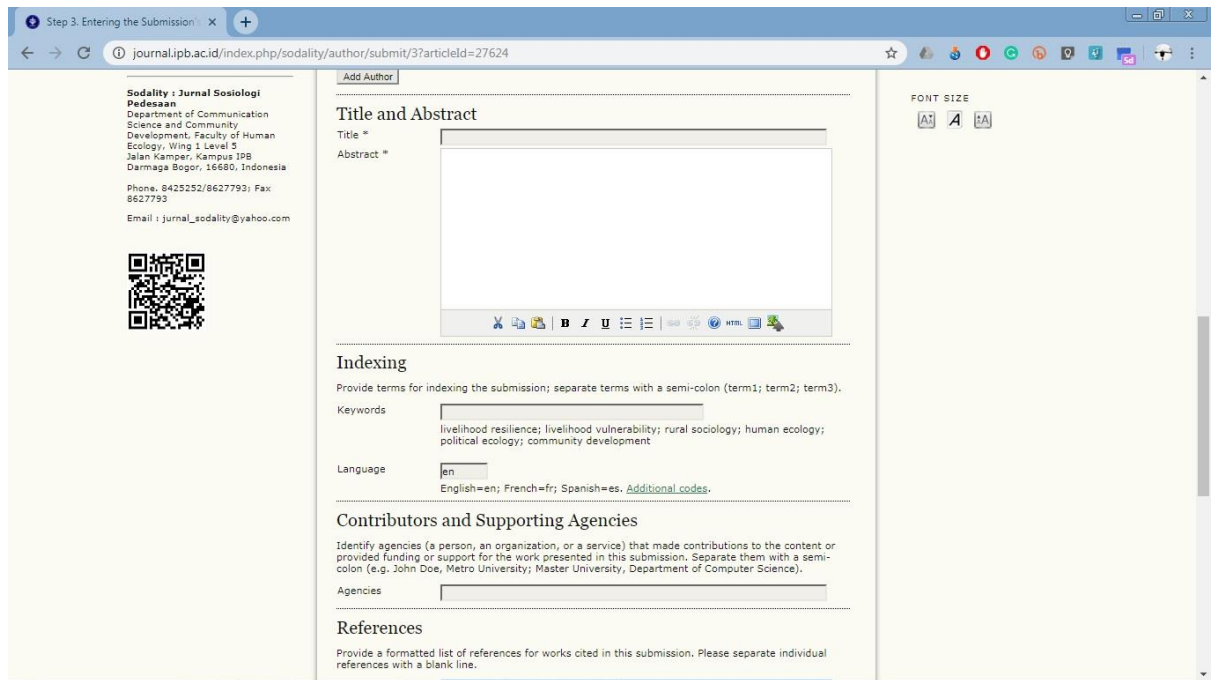 Step 3. Entering the Submission'
journal.ipb.ac.id/index.php/sodality/author/submit/3?articleId=27624
5d
Sodality : Jurnal Sosiologi
Pedesaan
Department of Communication
Science and Community
Development, Faculty of Human
Ecology, Wing 1 Level 5
Jalan Kamper, Kampus IPB
Darmaga Bogor, 16680, Indonesia
Phone. 8425252/8627793; Fax
8627793
Email : jurnal_sodality@yahoo.com
Add Author
Title and Abstract
Title *
Abstract *
B I U HTML
Indexing
Provide terms for indexing the submission; separate terms with a semi-colon (term1; term2; term3).
Keywords
livelihood resilience; livelihood vulnerability; rural sociology; human ecology;
political ecology; community development
Language
en
English=en; French=fr; Spanish=es. Additional codes.
Contributors and Supporting Agencies
Identify agencies (a person, an organization, or a service) that made contributions to the content or
provided funding or support for the work presented in this submission. Separate them with a semi-
colon (e.g. John Doe, Metro University; Master University, Department of Computer Science).
Agencies
References
Provide a formatted list of references for works cited in this submission. Please separate individual
references with a blank line.
FONT SIZE
A A A